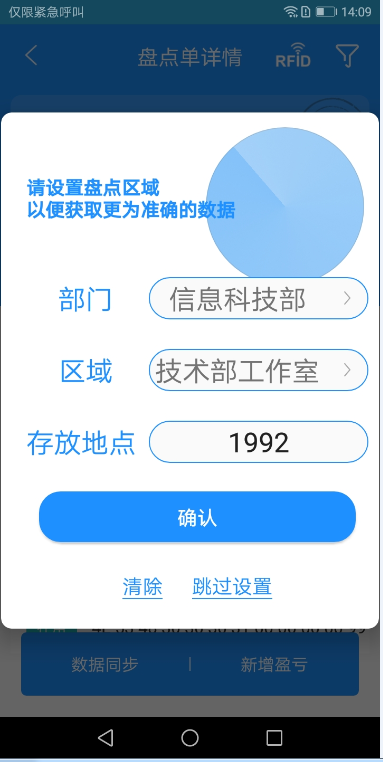 仅限紧急呼叫
14:09
盘点单详情
RFID
请设置盘点区域
以便获取更为准确的数据
部门
信息科技部
区域
技术部工作室
存放地点
1992
确认
清除 跳过设置
数据同步 | 新增盈亏